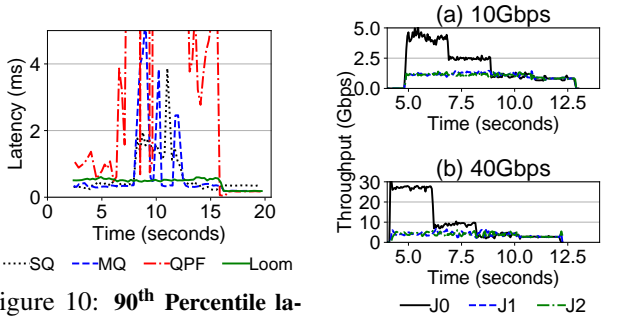 4
2
0
Latency (ms)
0 5 10 15 20
Time (seconds)
SQ MQ QPF Loom
igure 10: 90th Percentile la-
(a) 10Gbps
5.0
2.5
0.0
5.0 7.5 10.0 12.5
Time (seconds)
Throughput (Gbps)
(b) 40Gbps
30
20
10
0
5.0 7.5 10.0 12.5
Time (seconds)
J0 J1 J2